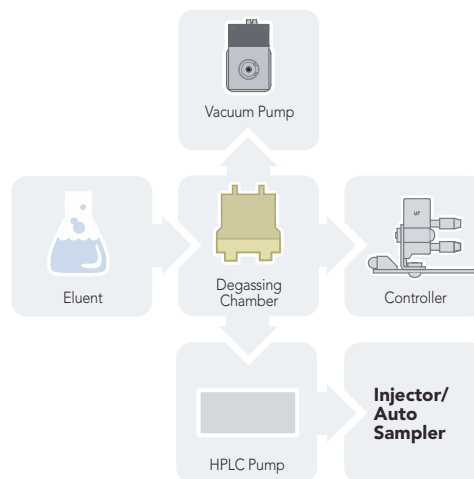 Vacuum Pump
Eluent
Degassing
Chamber
Controller
HPLC Pump
Injector/
Auto
Sampler